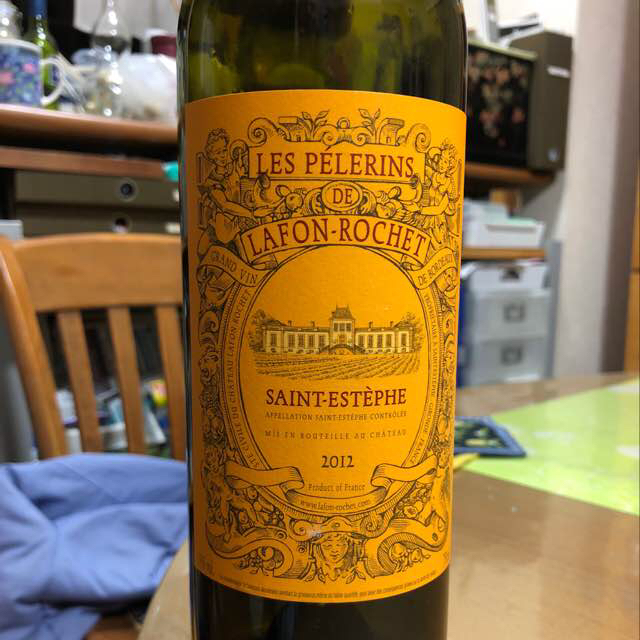 LES PÉLERINS
DE
LAFON-ROCHET
GRAND VIN
DE BORDEAUX
SAINT-ESTÈPHE
APPELLATION SAINT-ESTÈPHE CONTRÔLÉE
MIS EN BOUTEILLE AU CHÂTEAU
2012
Product of France
www.lafon-rochet.com